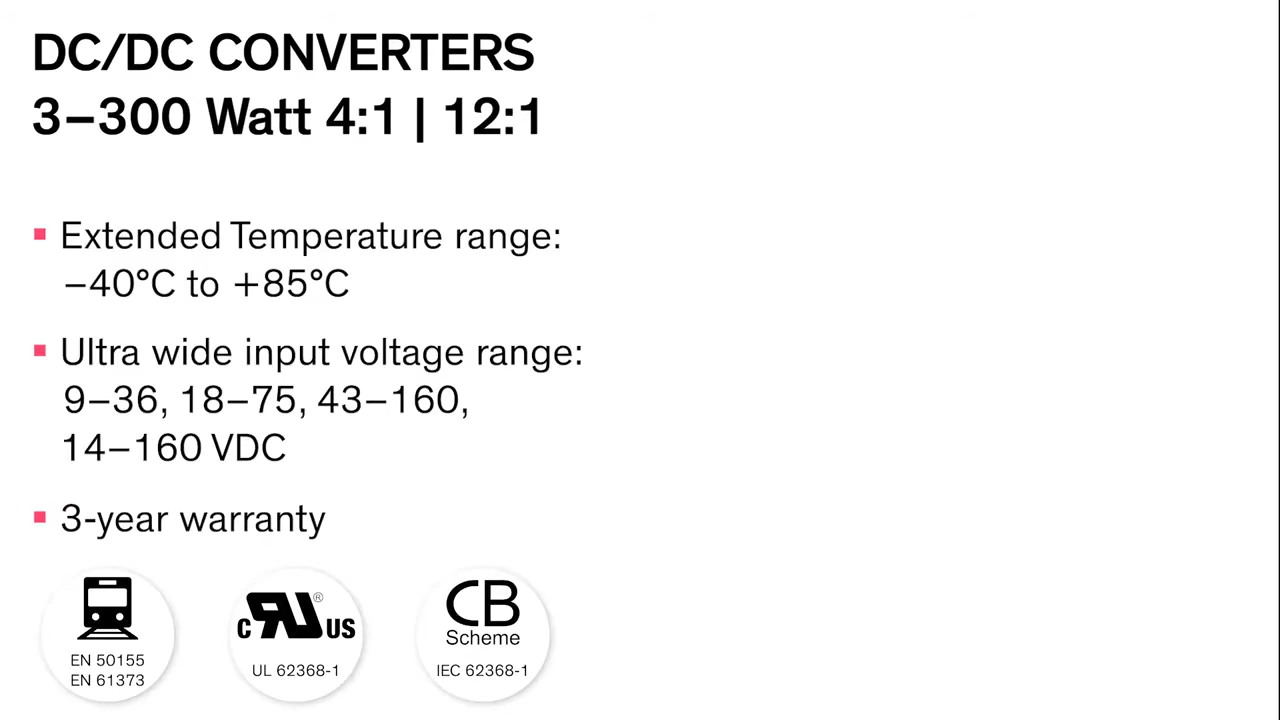 DC/DC CONVERTERS
3–300 Watt 4:1 | 12:1
Extended Temperature range:
–40°C to +85°C
Ultra wide input voltage range:
9–36, 18–75, 43–160,
14–160 VDC
3-year warranty
EN 50155
EN 61373
C RU ® US
UL 62368-1
CB
Scheme
IEC 62368-1